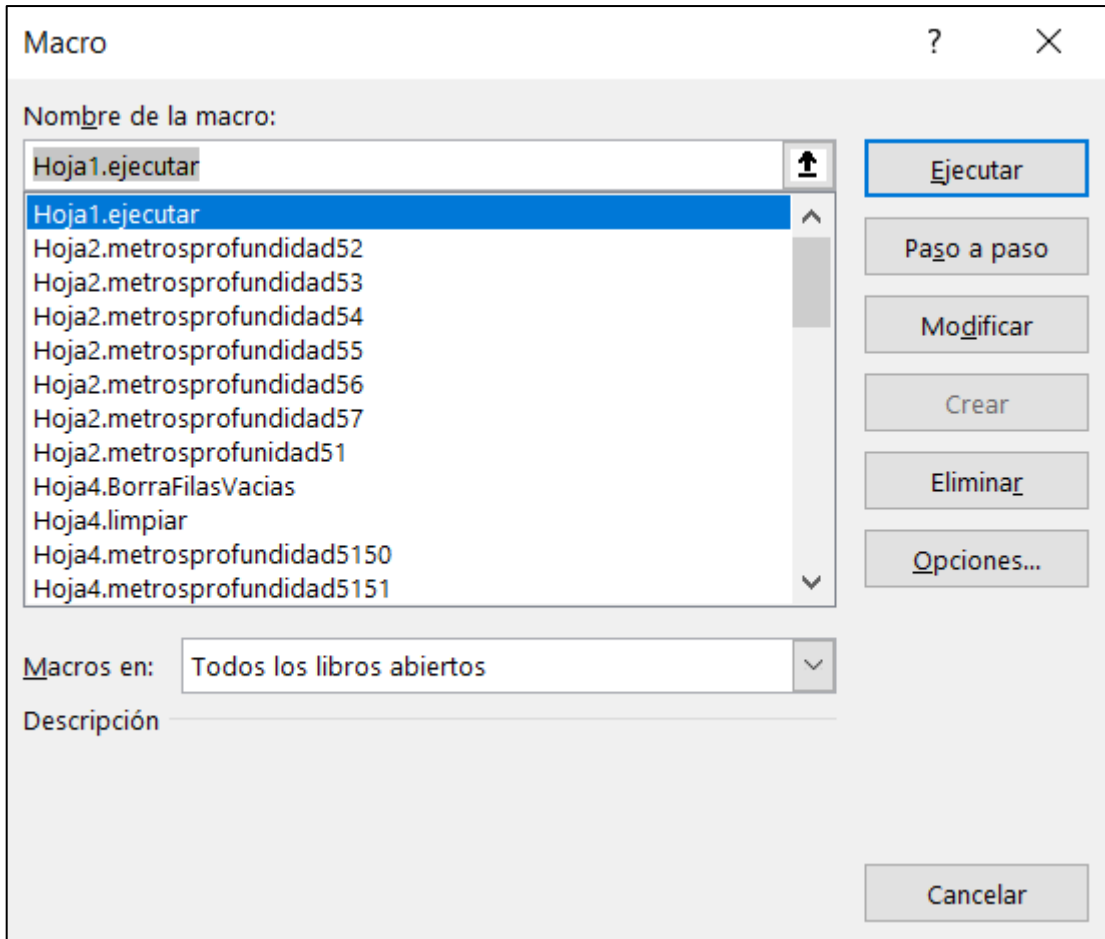 Macro
?
Nombre de la macro:
Hoja1.ejecutar
Hoja1.ejecutar
Hoja2.metrosprofundidad52
Hoja2.metrosprofundidad53
Hoja2.metrosprofundidad54
Hoja2.metrosprofundidad55
Hoja2.metrosprofundidad56
Hoja2.metrosprofundidad57
Hoja2.metrosprofunidad51
Hoja4.BorraFilasVacias
Hoja4.limpiar
Hoja4.metrosprofundidad5150
Hoja4.metrosprofundidad5151
Ejecutar
Paso a paso
Modificar
Crear
Eliminar
Opciones...
Macros en: Todos los libros abiertos
Descripción
Cancelar